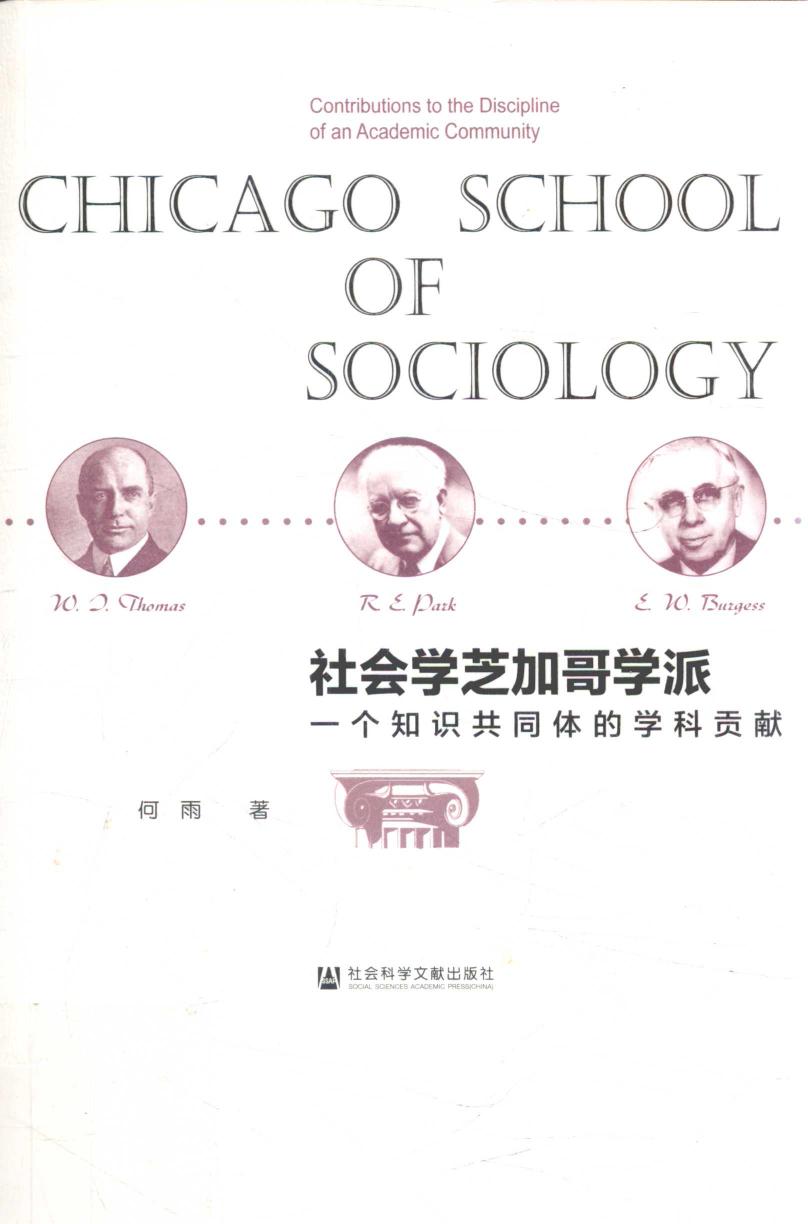 Contributions to the Discipline
of an Academic Community
CHICAGO SCHOOL
OF
SOCIOLOGY
W. I. Thomas
R. E. Park
E. W. Burgess
社会学芝加哥学派
一个知识共同体的学科贡献
何雨 著
SSAP
社会科学文献出版社
SOCIAL SCIENCES ACADEMIC PRESS(CHINA)